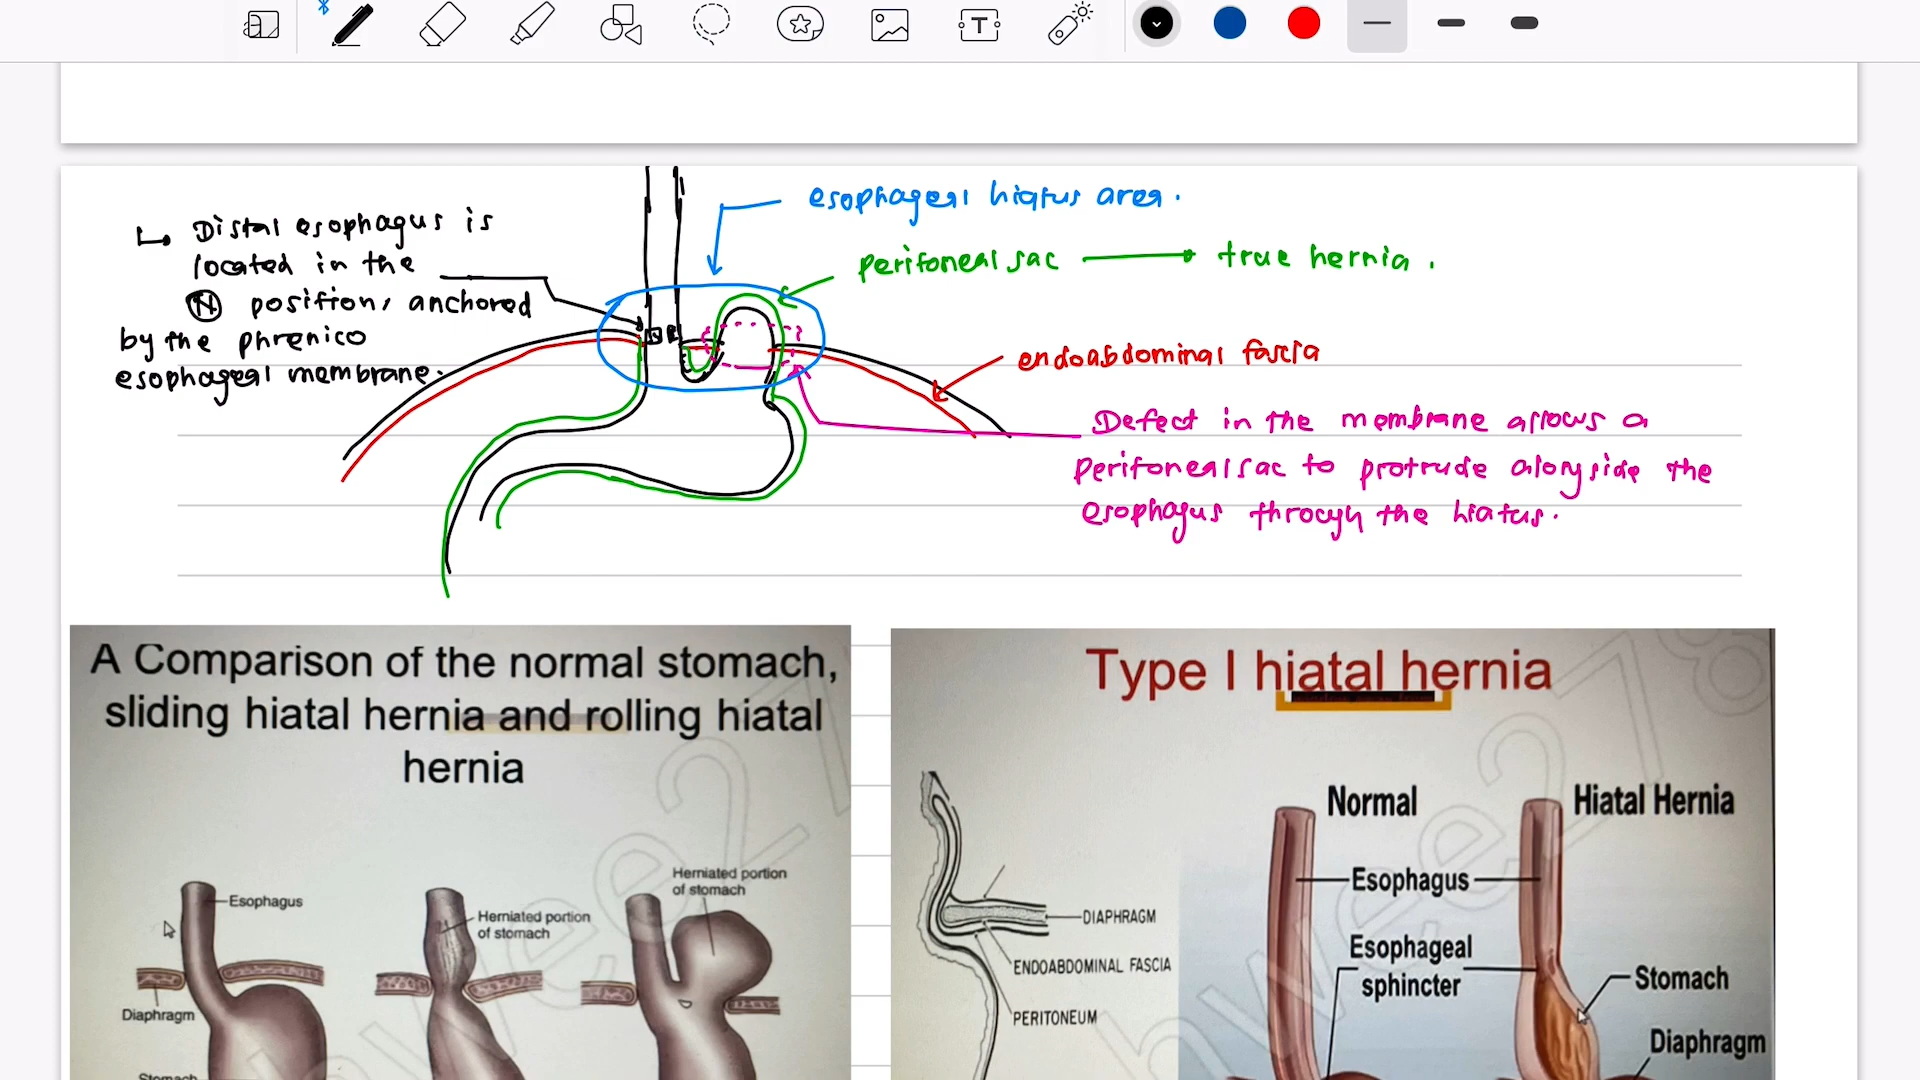 T
esophageal hiatus area.
Distal esophagus is
located in the
N position, anchored
by the phrenico
esophageal membrane.
peritoneal sac → true hernia.
endoabdominal fascia
Defect in the membrane allows a
peritoneal sac to protrude alongside the
esophagus through the hiatus.
A Comparison of the normal stomach,
sliding hiatal hernia and rolling hiatal
hernia
Esophagus
Diaphragm
Stomach
Herniated portion
of stomach
Herniated portion
of stomach
Type I hiatal hernia
DIAPHRAGM
ENDOABDOMINAL FASCIA
PERITONEUM
Normal
Hiatal Hernia
Esophagus
Esophageal
sphincter
Stomach
Diaphragm